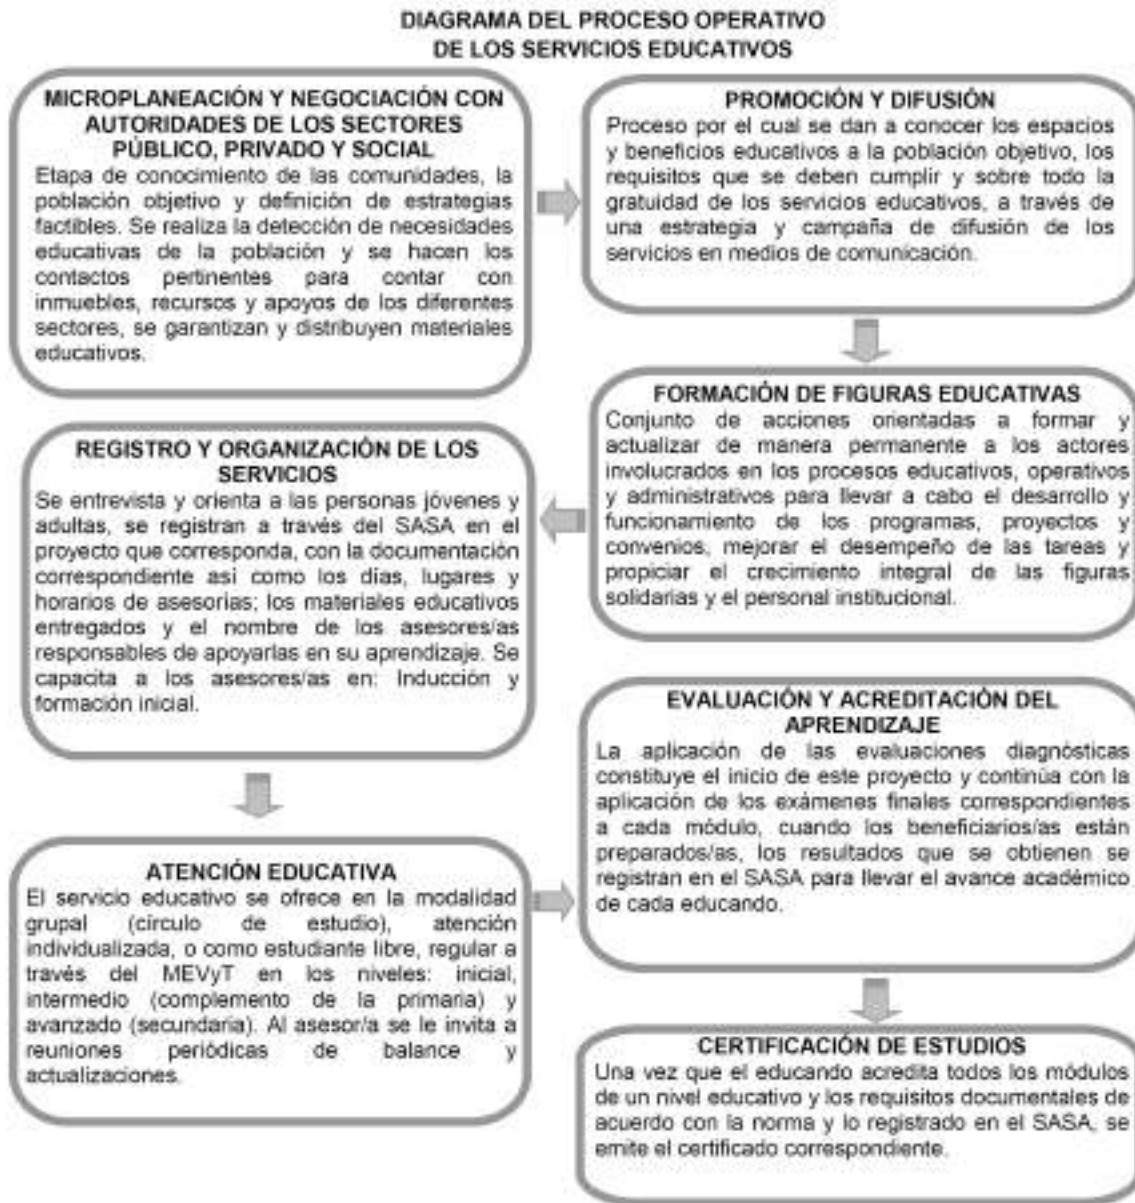 DIAGRAMA DEL PROCESO OPERATIVO
DE LOS SERVICIOS EDUCATIVOS
MICROPLANEACIÓN Y NEGOCIACIÓN CON
AUTORIDADES DE LOS SECTORES
PÚBLICO, PRIVADO Y SOCIAL
Etapa de conocimiento de las comunidades, la
población objetivo y definición de estrategias
factibles. Se realiza la detección de necesidades
educativas de la población y se hacen los
contactos pertinentes para contar con
inmuebles, recursos y apoyos de los diferentes
sectores, se garantizan y distribuyen materiales
educativos.
PROMOCIÓN Y DIFUSIÓN
Proceso por el cual se dan a conocer los espacios
y beneficios educativos a la población objetivo, los
requisitos que se deben cumplir y sobre todo la
gratuidad de los servicios educativos, a través de
una estrategia y campaña de difusión de los
servicios en medios de comunicación.
FORMACIÓN DE FIGURAS EDUCATIVAS
Conjunto de acciones orientadas a formar y
actualizar de manera permanente a los actores
involucrados en los procesos educativos, operativos
y administrativos para llevar a cabo el desarrollo y
funcionamiento de los programas, proyectos y
convenios, mejorar el desempeño de las tareas y
propiciar el crecimiento integral de las figuras
solidarias y el personal institucional.
REGISTRO Y ORGANIZACIÓN DE LOS
SERVICIOS
Se entrevista y orienta a las personas jóvenes y
adultas, se registran a través del SASA en el
proyecto que corresponda, con la documentación
correspondiente así como los días, lugares y
horarios de asesorías; los materiales educativos
entregados y el nombre de los asesores/as
responsables de apoyarlas en su aprendizaje. Se
capacita a los asesores/as en: Inducción y
formación inicial.
ATENCIÓN EDUCATIVA
El servicio educativo se ofrece en la modalidad
grupal (círculo de estudio), atención
individualizada, o como estudiante libre, regular a
través del MEVyT en los niveles: inicial,
intermedio (complemento de la primaria) y
avanzado (secundaria). Al asesor/a se le invita a
reuniones periódicas de balance y
actualizaciones.
EVALUACIÓN Y ACREDITACIÓN DEL
APRENDIZAJE
La aplicación de las evaluaciones diagnósticas
constituye el inicio de este proyecto y continúa con la
aplicación de los exámenes finales correspondientes
a cada módulo, cuando los beneficiarios/as están
preparados/as, los resultados que se obtienen se
registran en el SASA para llevar el avance académico
de cada educando.
CERTIFICACIÓN DE ESTUDIOS
Una vez que el educando acredita todos los módulos
de un nivel educativo y los requisitos documentales de
acuerdo con la norma y lo registrado en el SASA, se
emite el certificado correspondiente.